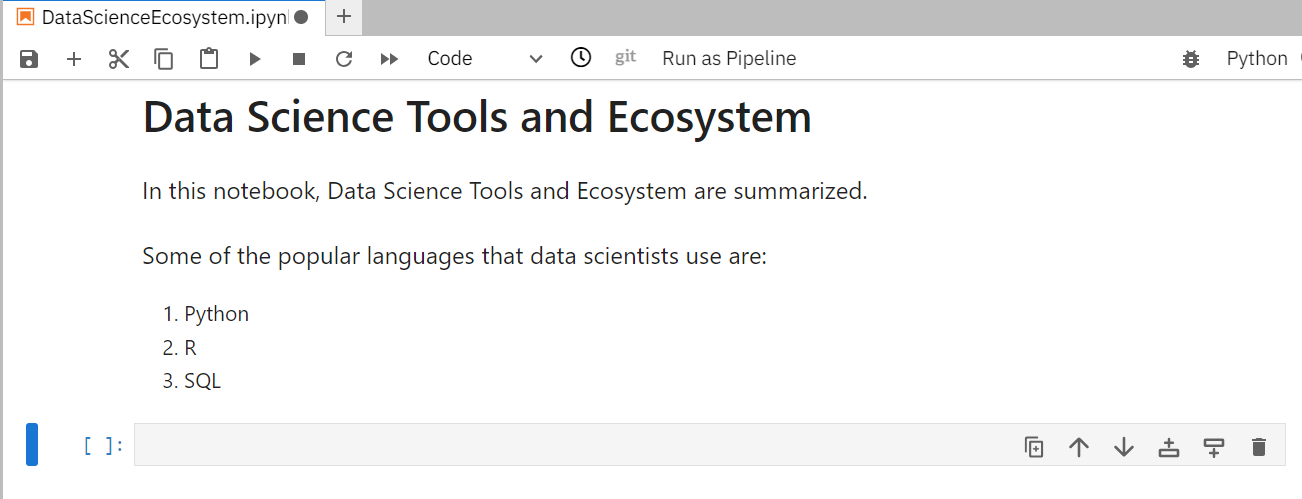 DataScienceEcosystem.ipyn
Code git Run as Pipeline Python
Data Science Tools and Ecosystem
In this notebook, Data Science Tools and Ecosystem are summarized.
Some of the popular languages that data scientists use are:
1. Python
2. R
3. SQL
[ ]: